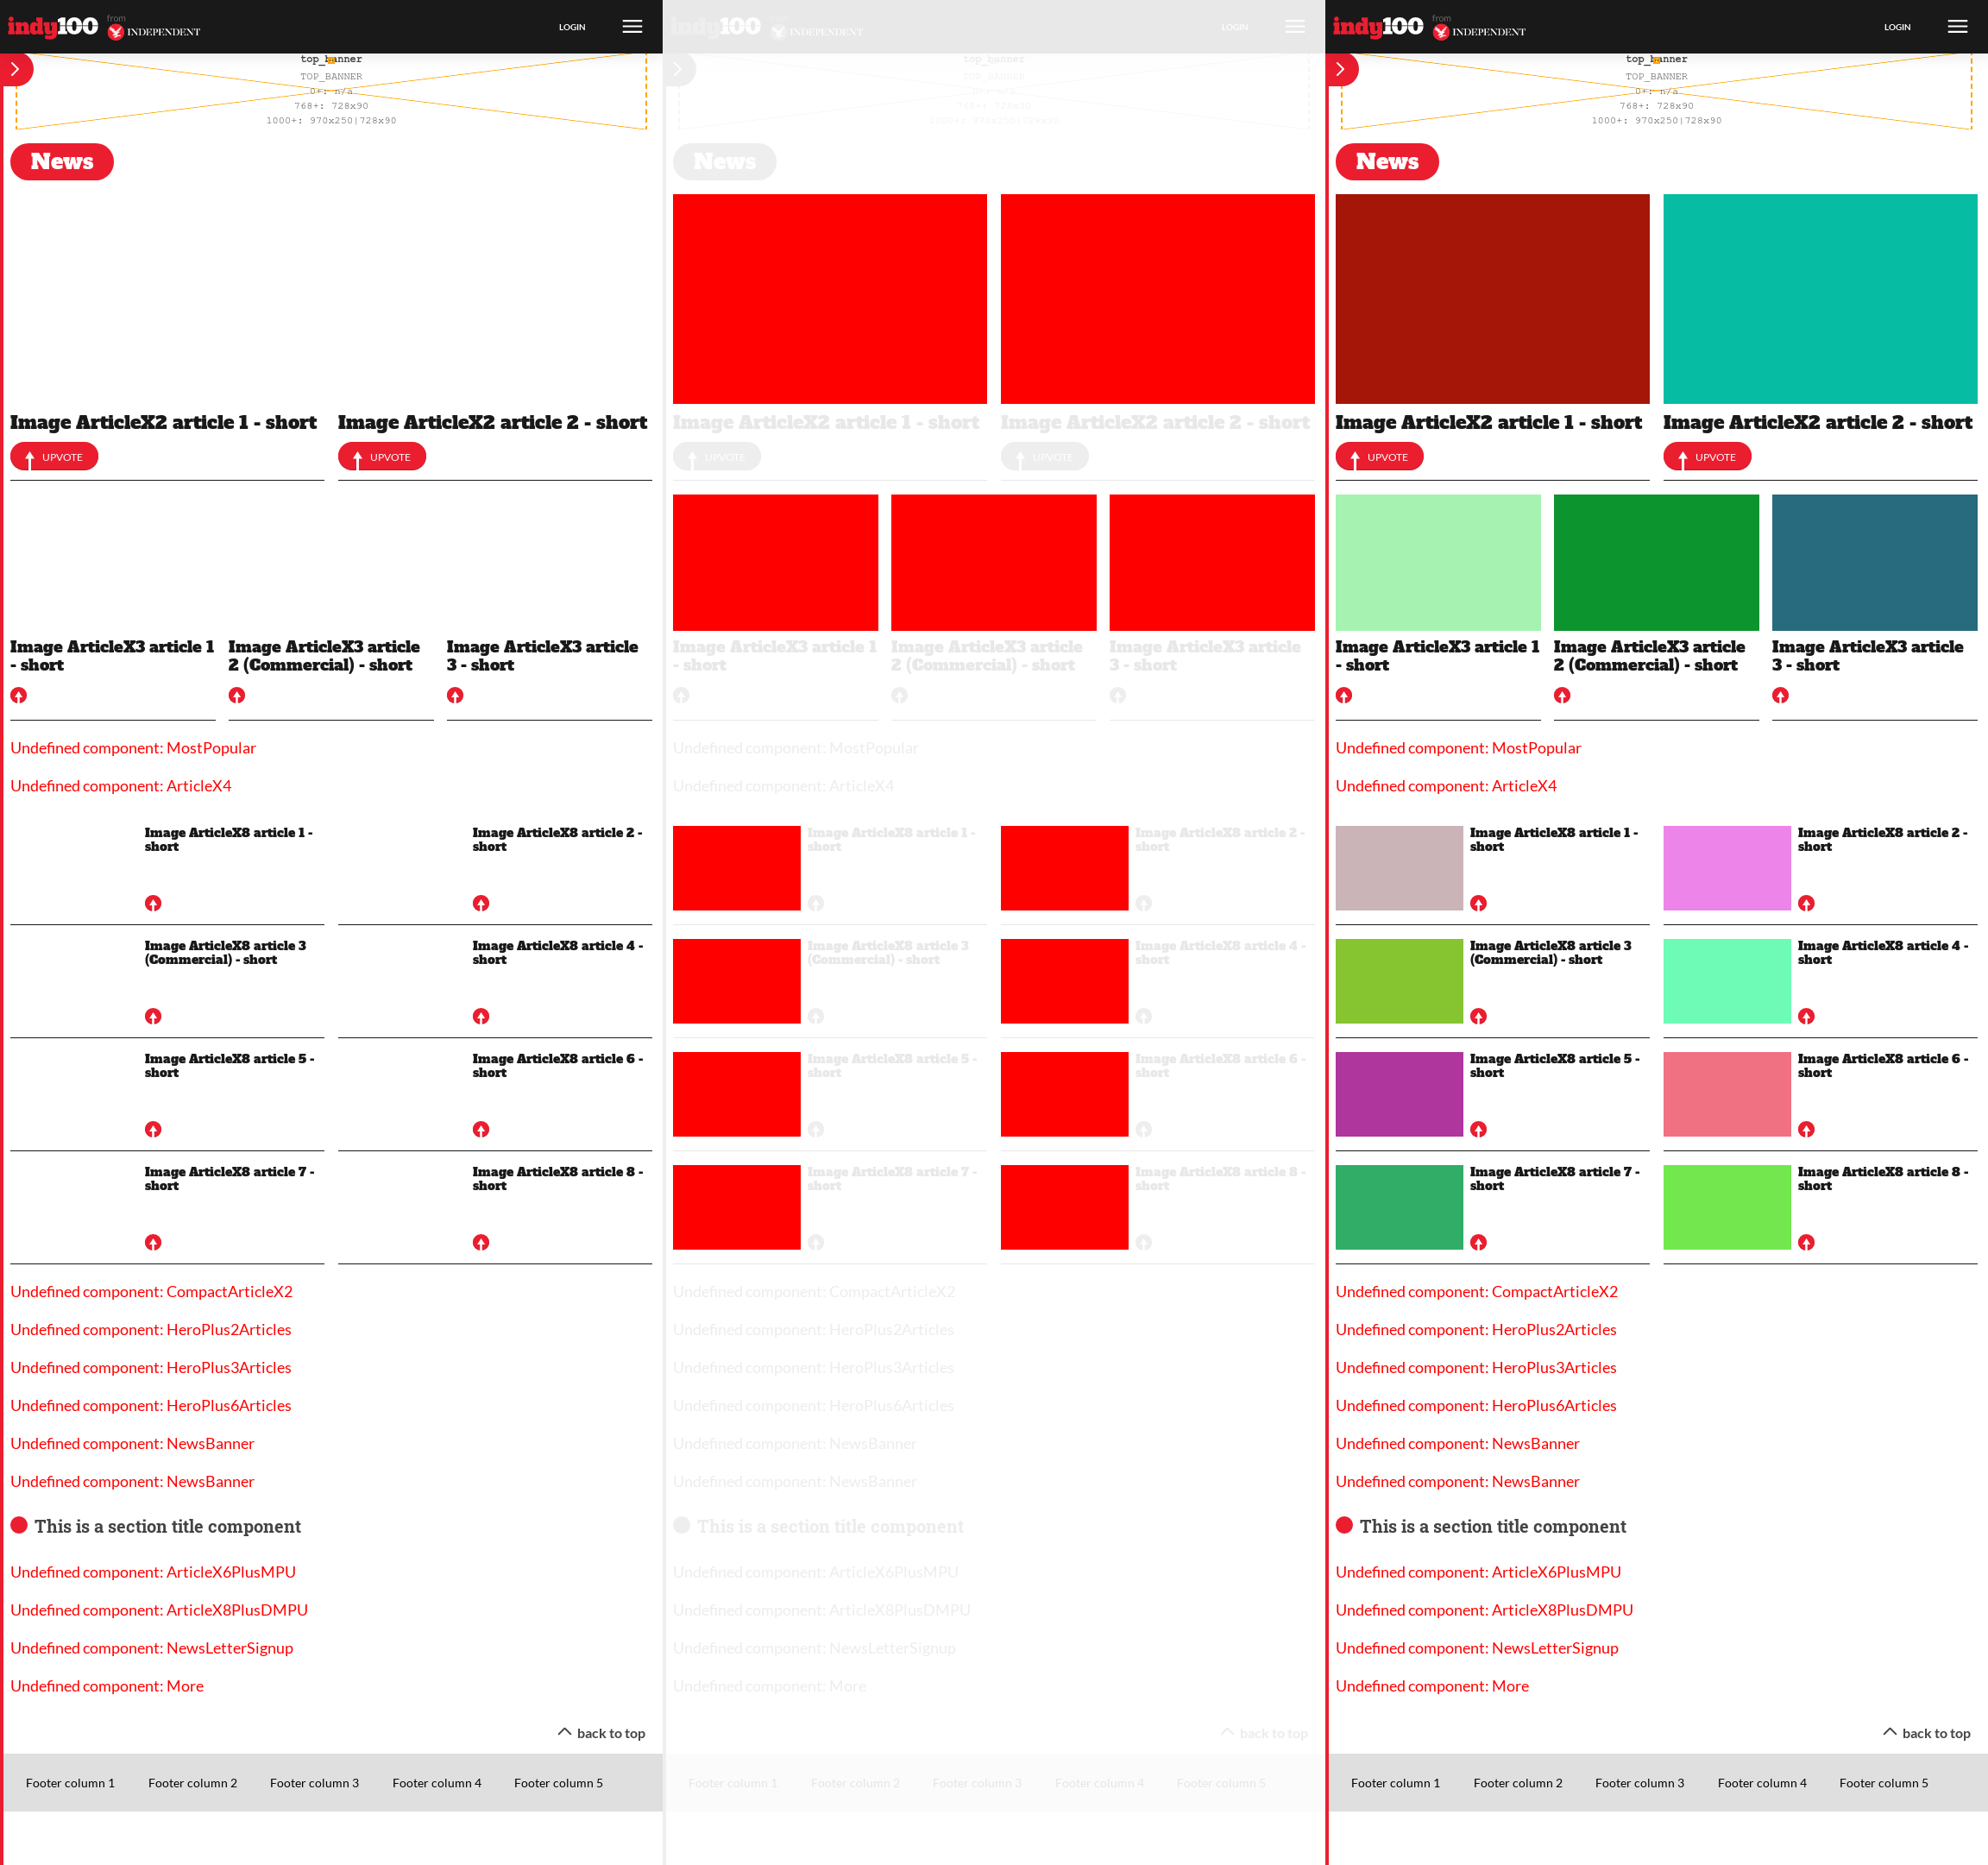 indy100
from
INDEPENDENT
LOGIN
top_banner
TOP_BANNER
0+: n/a
768+: 728x90
1000+: 970x250|728x90
News
Image ArticleX2 article 1 - short
UPVOTE
Image ArticleX2 article 2 - short
UPVOTE
Image ArticleX3 article 1
- short
Image ArticleX3 article
2 (Commercial) - short
Image ArticleX3 article
3 - short
Undefined component: MostPopular
Undefined component: ArticleX4
Image ArticleX8 article 1 -
short
Image ArticleX8 article 2 -
short
Image ArticleX8 article 3
(Commercial) - short
Image ArticleX8 article 4 -
short
Image ArticleX8 article 5 -
short
Image ArticleX8 article 6 -
short
Image ArticleX8 article 7 -
short
Image ArticleX8 article 8 -
short
Undefined component: CompactArticleX2
Undefined component: HeroPlus2Articles
Undefined component: HeroPlus3Articles
Undefined component: HeroPlus6Articles
Undefined component: NewsBanner
Undefined component: NewsBanner
This is a section title component
Undefined component: ArticleX6PlusMPU
Undefined component: ArticleX8PlusDMPU
Undefined component: NewsLetterSignup
Undefined component: More
back to top
Footer column 1
Footer column 2
Footer column 3
Footer column 4
Footer column 5
indy100
INDEPENDENT
LOGIN
top_banner
TOP_BANNER
768+: 728x90
1000+: 970x250|728x90
News
Image ArticleX2 article 1 - short
UPVOTE
Image ArticleX2 article 2 - short
UPVOTE
Image ArticleX3 article 1
- short
Image ArticleX3 article
2 (Commercial) - short
Image ArticleX3 article
3 - short
Undefined component: MostPopular
Undefined component: ArticleX4
Image ArticleX8 article 1 -
short
Image ArticleX8 article 2 -
short
Image ArticleX8 article 3
(Commercial) - short
Image ArticleX8 article 4 -
short
Image ArticleX8 article 5 -
short
Image ArticleX8 article 6 -
short
Image ArticleX8 article 7 -
short
Image ArticleX8 article 8 -
short
Undefined component: CompactArticleX2
Undefined component: HeroPlus2Articles
Undefined component: HeroPlus3Articles
Undefined component: HeroPlus6Articles
Undefined component: NewsBanner
Undefined component: NewsBanner
This is a section title component
Undefined component: ArticleX6PlusMPU
Undefined component: ArticleX8PlusDMPU
Undefined component: NewsLetterSignup
Undefined component: More
back to top
Footer column 1
Footer column 2
Footer column 3
Footer column 4
Footer column 5
indy100
from
INDEPENDENT
LOGIN
top_banner
TOP_BANNER
0+: n/a
768+: 728x90
1000+: 970x250|728x90
News
Image ArticleX2 article 1 - short
UPVOTE
Image ArticleX2 article 2 - short
UPVOTE
Image ArticleX3 article 1
- short
Image ArticleX3 article
2 (Commercial) - short
Image ArticleX3 article
3 - short
Undefined component: MostPopular
Undefined component: ArticleX4
Image ArticleX8 article 1 -
short
Image ArticleX8 article 2 -
short
Image ArticleX8 article 3
(Commercial) - short
Image ArticleX8 article 4 -
short
Image ArticleX8 article 5 -
short
Image ArticleX8 article 6 -
short
Image ArticleX8 article 7 -
short
Image ArticleX8 article 8 -
short
Undefined component: CompactArticleX2
Undefined component: HeroPlus2Articles
Undefined component: HeroPlus3Articles
Undefined component: HeroPlus6Articles
Undefined component: NewsBanner
Undefined component: NewsBanner
This is a section title component
Undefined component: ArticleX6PlusMPU
Undefined component: ArticleX8PlusDMPU
Undefined component: NewsLetterSignup
Undefined component: More
back to top
Footer column 1
Footer column 2
Footer column 3
Footer column 4
Footer column 5